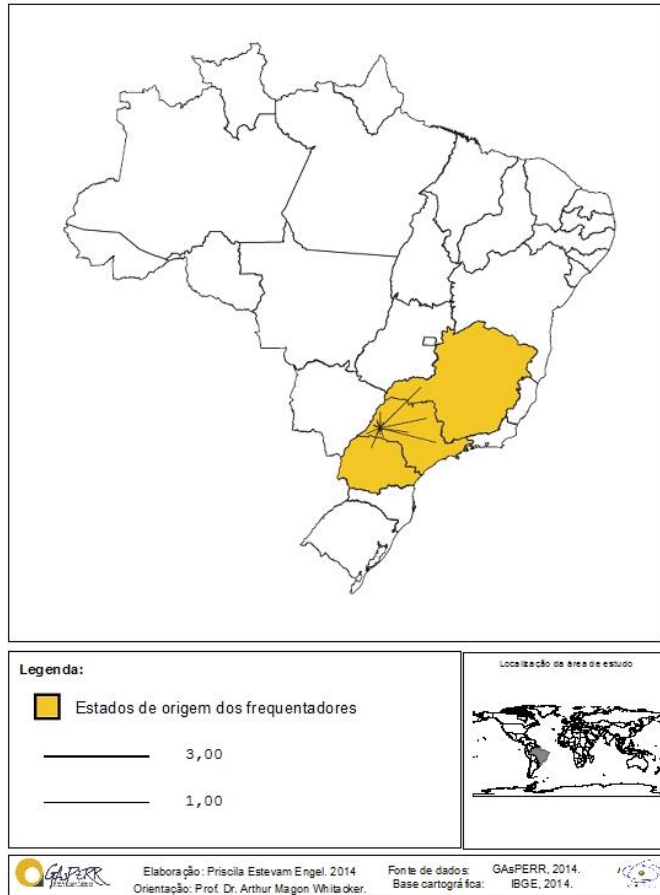 Legenda:
Estados de origem dos frequentadores
3,00
1,00
Localização da área de estudo
GAsPERR
Elaboração: Priscila Estevam Engel. 2014
Orientação: Prof. Dr. Arthur Magon Whitacker.
Fonte de dados: GAsPERR, 2014.
Base cartográfica: IBGE, 2014.